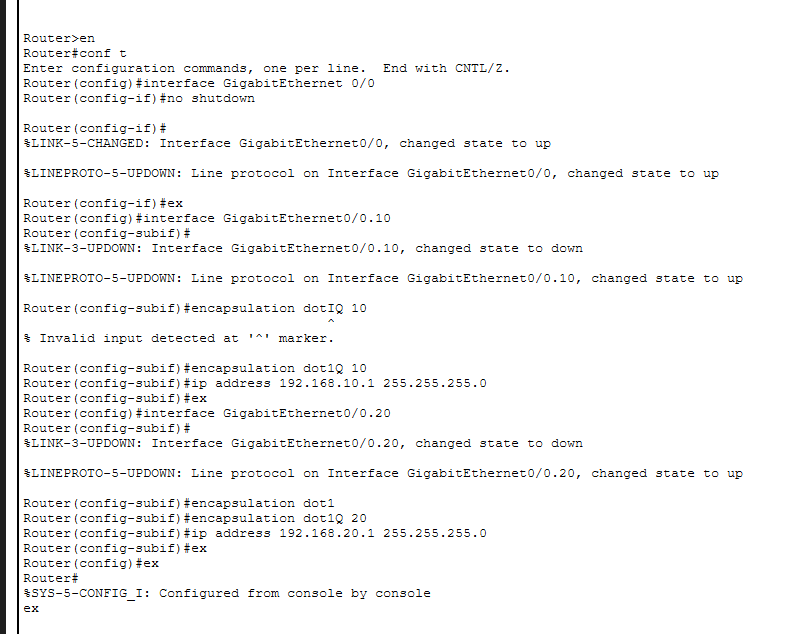 Router>en
Router#conf t
Enter configuration commands, one per line.  End with CNTL/Z.
Router(config)#interface GigabitEthernet 0/0
Router(config-if)#no shutdown
Router(config-if)#
%LINK-5-CHANGED: Interface GigabitEthernet0/0, changed state to up
%LINEPROTO-5-UPDOWN: Line protocol on Interface GigabitEthernet0/0, changed state to up
Router(config-if)#ex
Router(config)#interface GigabitEthernet0/0.10
Router(config-subif)#
%LINK-3-UPDOWN: Interface GigabitEthernet0/0.10, changed state to down
%LINEPROTO-5-UPDOWN: Line protocol on Interface GigabitEthernet0/0.10, changed state to up
Router(config-subif)#encapsulation dotIQ 10
^
% Invalid input detected at '^' marker.
Router(config-subif)#encapsulation dot1Q 10
Router(config-subif)#ip address 192.168.10.1 255.255.255.0
Router(config-subif)#ex
Router(config)#interface GigabitEthernet0/0.20
Router(config-subif)#
%LINK-3-UPDOWN: Interface GigabitEthernet0/0.20, changed state to down
%LINEPROTO-5-UPDOWN: Line protocol on Interface GigabitEthernet0/0.20, changed state to up
Router(config-subif)#encapsulation dot1
Router(config-subif)#encapsulation dot1Q 20
Router(config-subif)#ip address 192.168.20.1 255.255.255.0
Router(config-subif)#ex
Router(config)#ex
Router#
%SYS-5-CONFIG_I: Configured from console by console
ex